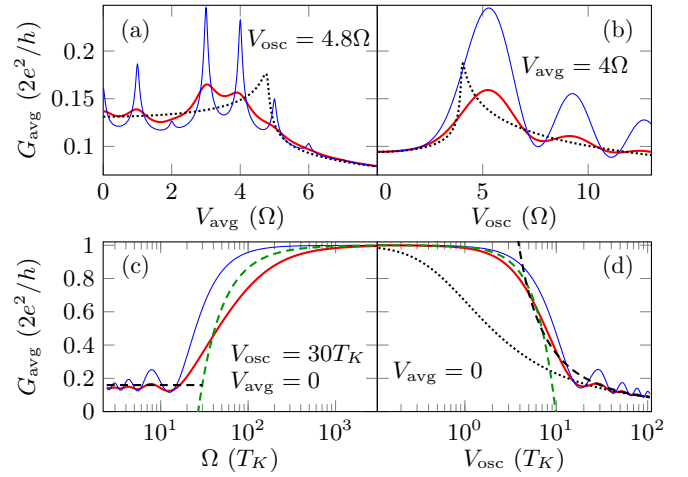 (a)
V_osc = 4.8Ω
(b)
V_avg = 4Ω
G_avg (2e²/h)
0.2
0.15
0.1
0 2 4 6
0 5 10
V_avg (Ω)
V_osc (Ω)
(c)
V_osc = 30T_K
V_avg = 0
(d)
V_avg = 0
G_avg (2e²/h)
1
0.8
0.6
0.4
0.2
0
10¹ 10² 10³
10⁰ 10¹ 10²
Ω (T_K)
V_osc (T_K)